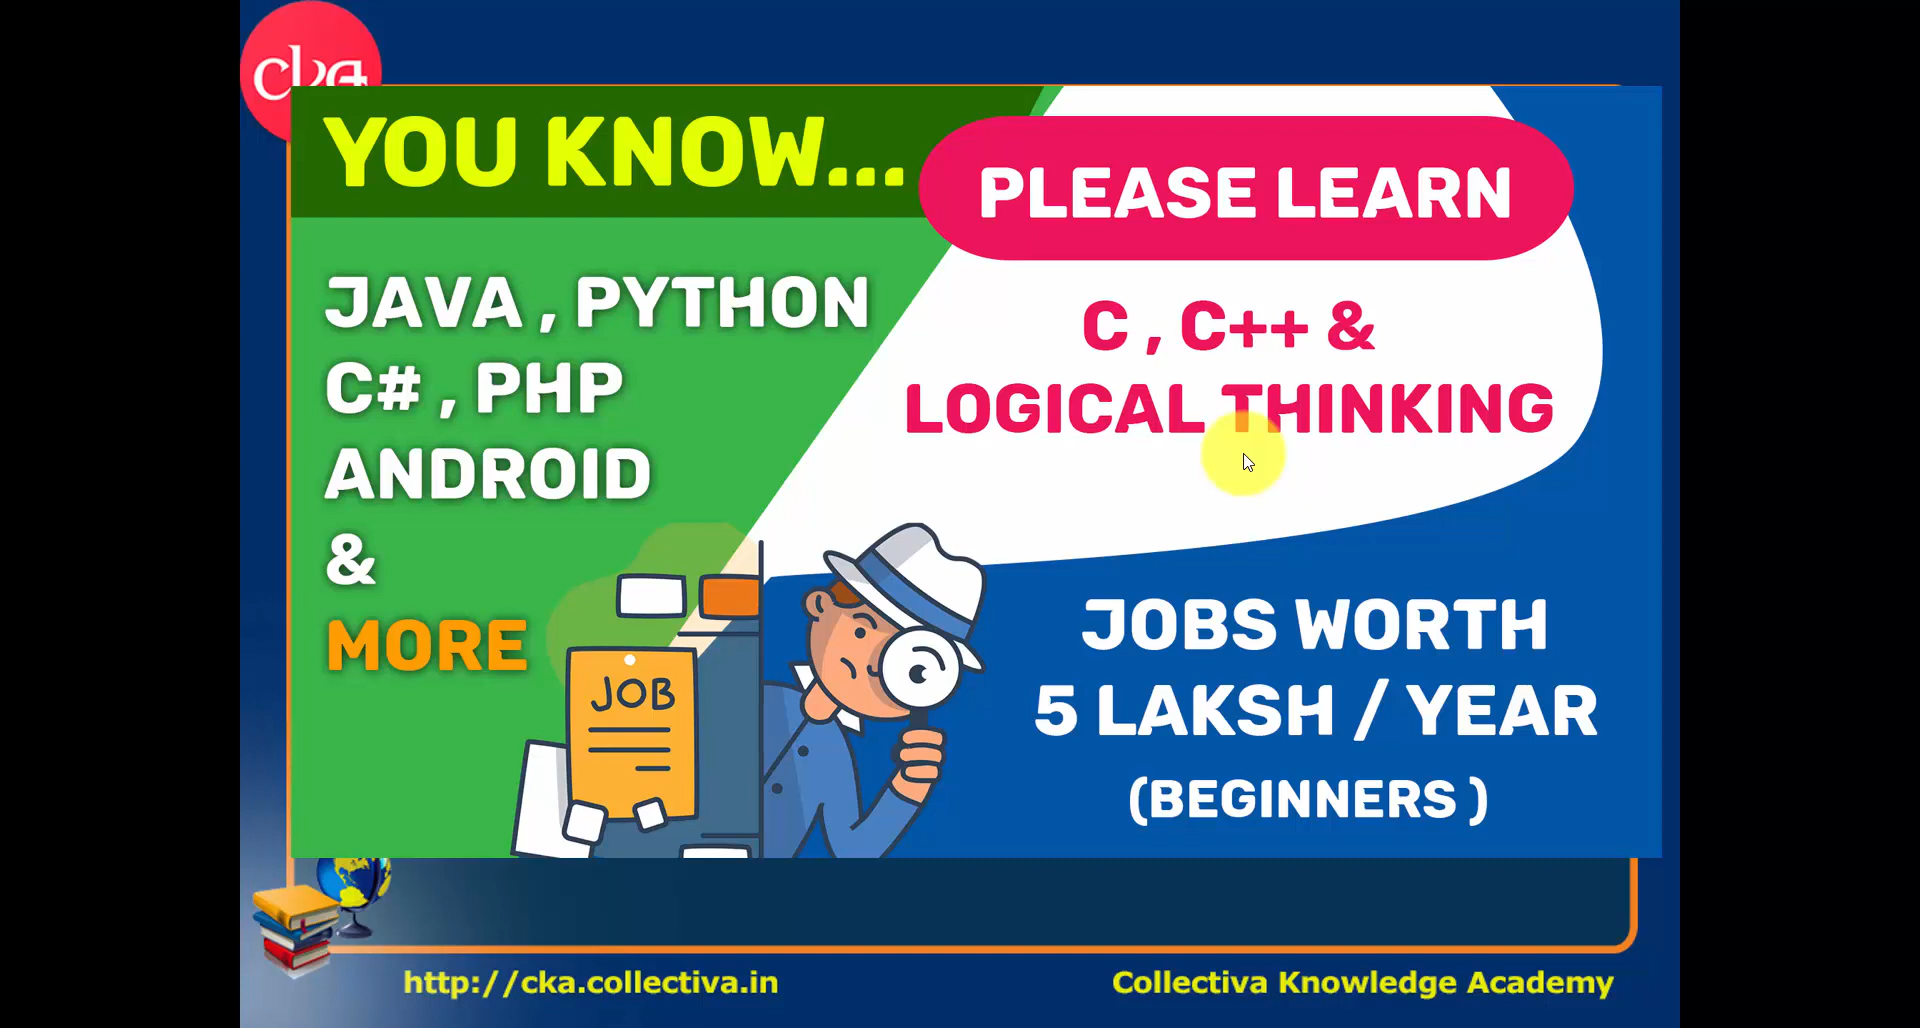 cka
YOU KNOW...
JAVA , PYTHON
C# , PHP
ANDROID
&
MORE
PLEASE LEARN
C , C++ &
LOGICAL THINKING
JOB
JOBS WORTH
5 LAKSH / YEAR
(BEGINNERS )
http://cka.collectiva.in
Collectiva Knowledge Academy